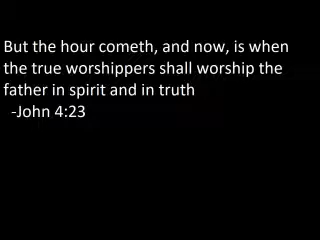 But the hour cometh, and now, is when
the true worshippers shall worship the
father in spirit and in truth
-John 4:23